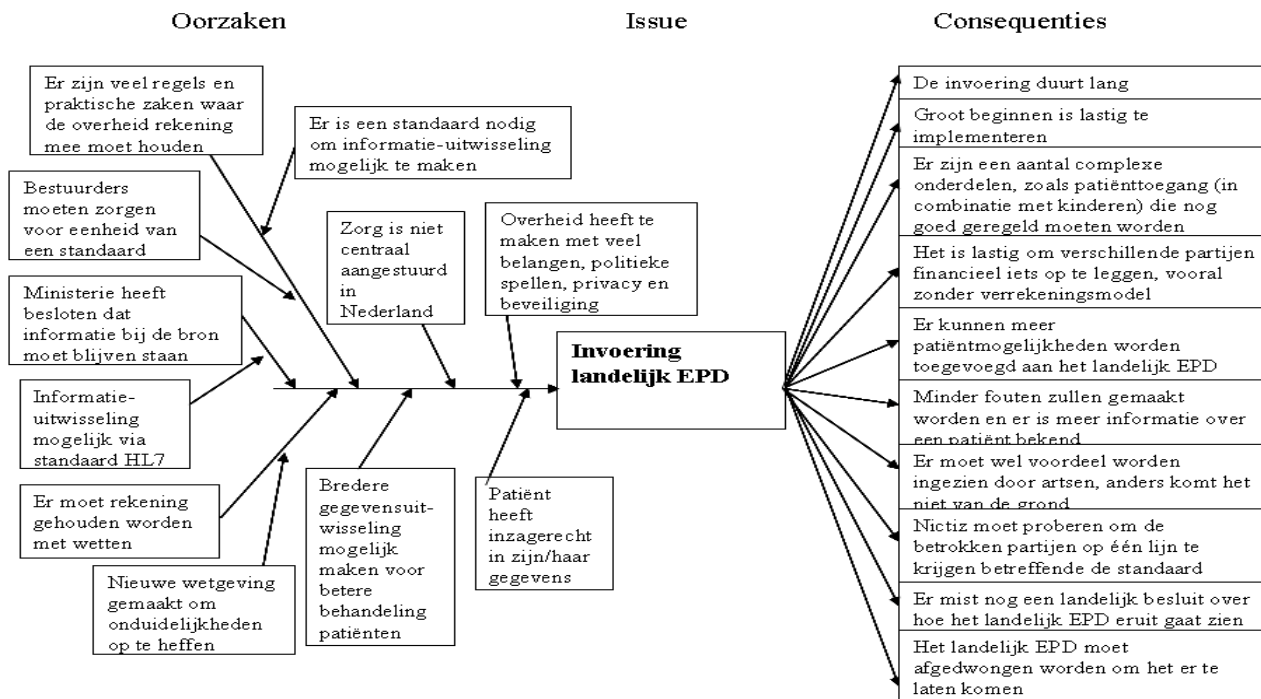 Oorzaken
Issue
Consequenties
Er zijn veel regels en
praktische zaken waar
de overheid rekening
mee moet houden
Er is een standaard nodig
om informatie-uitwisseling
mogelijk te maken
Bestuurders
moeten zorgen
voor eenheid van
een standaard
Zorg is niet
centraal
aangestuurd
in
Nederland
Overheid heeft te
maken met veel
belangen, politieke
spellen, privacy en
beveiliging
Ministerie heeft
besloten dat
informatie bij de bron
moet blijven staan
Informatie-
uitwisseling
mogelijk via
standaard HL7
Er moet rekening
gehouden worden
met wetten
Nieuwe wetgeving
gemaakt om
onduidelijkheden
op te heffen
Bredere
gegevensuit-
wisseling
mogelijk
maken voor
betere
behandeling
patiënten
Patiënt
heeft
inzagerecht
in zijn/haar
gegevens
Invoering
landelijk EPD
De invoering duurt lang
Groot beginnen is lastig te
implementeren
Er zijn een aantal complexe
onderdelen, zoals patiënttoegang (in
combinatie met kinderen) die nog
goed geregeld moeten worden
Het is lastig om verschillende partijen
financieel iets op te leggen, vooral
zonder verrekeningsmodel
Er kunnen meer
patiëntmogelijkheden worden
toegevoegd aan het landelijk EPD
Minder fouten zullen gemaakt
worden en er is meer informatie over
een patiënt bekend
Er moet wel voordeel worden
ingezien door artsen, anders komt het
niet van de grond
Nictiz moet proberen om de
betrokken partijen op één lijn te
krijgen betreffende de standaard
Er mist nog een landelijk besluit over
hoe het landelijk EPD eruit gaat zien
Het landelijk EPD moet
afgedwongen worden om het er te
laten komen